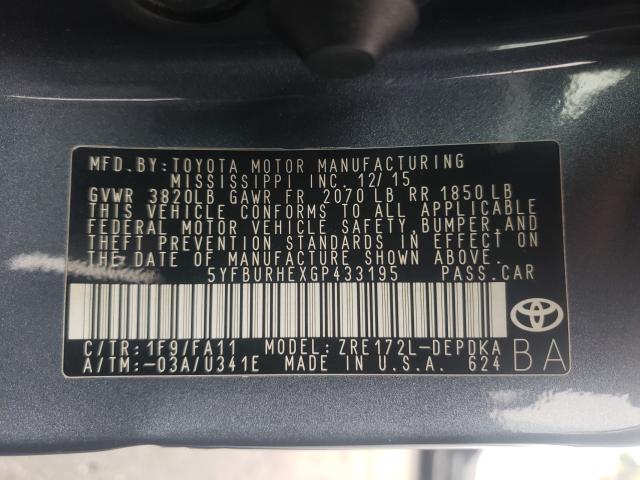 MFD.BY:TOYOTA MOTOR MANUFACTURING
MISSISSIPPI INC. 12/15
GVWR 3820LB GAWR FR 2070 LB RR 1850 LB
THIS VEHICLE CONFORMS TO ALL APPLICABLE
FEDERAL MOTOR VEHICLE SAFETY,BUMPER,AND
THEFT PREVENTION STANDARDS IN EFFECT ON
THE DATE OF MANUFACTURE SHOWN ABOVE.
5YFBURHEXGP433195 PASS.CAR
C/TR:1F9/FA11 MODEL: ZRE172L-DEPDKA
A/TM:-03A/U341E MADE IN U.S.A. 624
BA